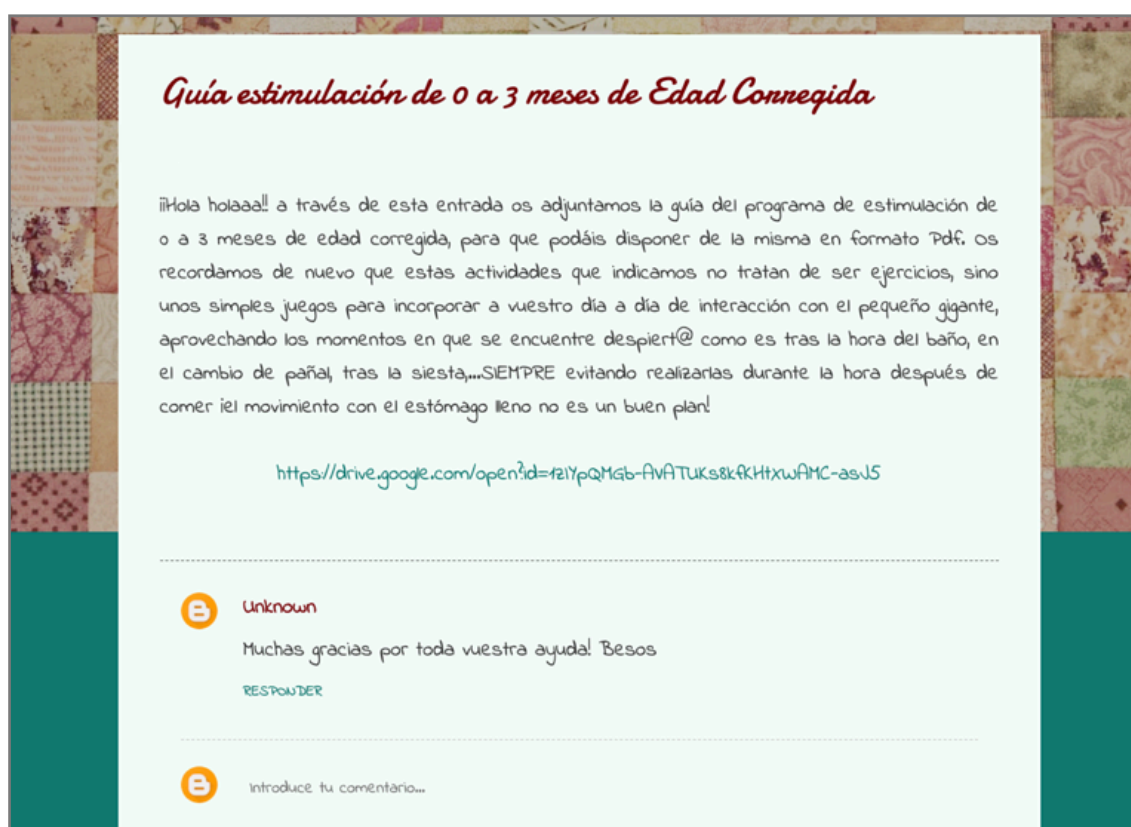 Guía estimulación de 0 a 3 meses de Edad Corregida
¡¡Hola holaaa!! a través de esta entrada os adjuntamos la guía del programa de estimulación de
0 a 3 meses de edad corregida, para que podáis disponer de la misma en formato Pdf. Os
recordamos de nuevo que estas actividades que indicamos no tratan de ser ejercicios, sino
unos simples juegos para incorporar a vuestro día a día de interacción con el pequeño gigante,
aprovechando los momentos en que se encuentre despiert@ como es tras la hora del baño, en
el cambio de pañal, tras la siesta,...SIEMPRE evitando realizarlas durante la hora después de
comer ¡el movimiento con el estómago lleno no es un buen plan!
https://drive.google.com/open?id=1zIYpQMGb-AVATUKs8kfKHtXwAMC-asJ5
Unknown
Muchas gracias por toda vuestra ayuda! Besos
RESPONDER
Introduce tu comentario...